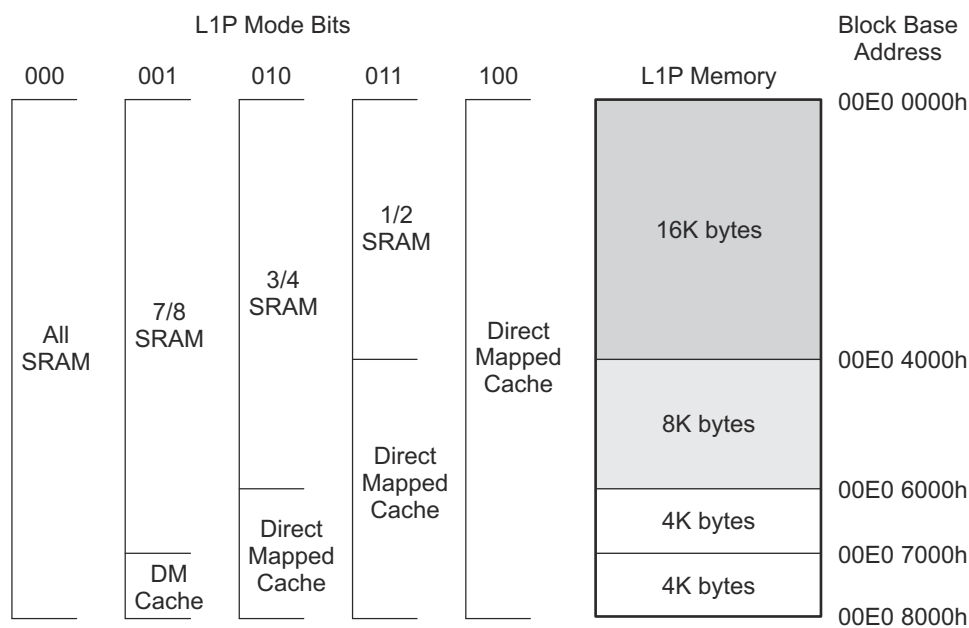 L1P Mode Bits
Block Base
Address
000 001 010 011 100 L1P Memory
00E0 0000h
1/2
SRAM
16K bytes
3/4
SRAM
7/8
SRAM
All
SRAM
Direct
Mapped
Cache
00E0 4000h
8K bytes
Direct
Mapped
Cache
00E0 6000h
4K bytes
Direct
Mapped
Cache
00E0 7000h
DM
Cache
4K bytes
00E0 8000h